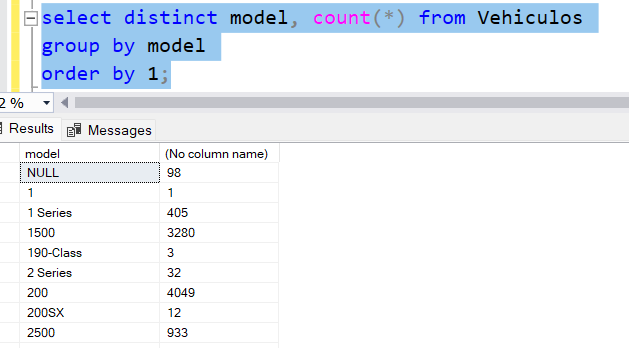 select distinct model, count(*) from Vehiculos
group by model
order by 1;
2 %
Results Messages
model (No column name)
NULL 98
1 1
1 Series 405
1500 3280
190-Class 3
2 Series 32
200 4049
200SX 12
2500 933